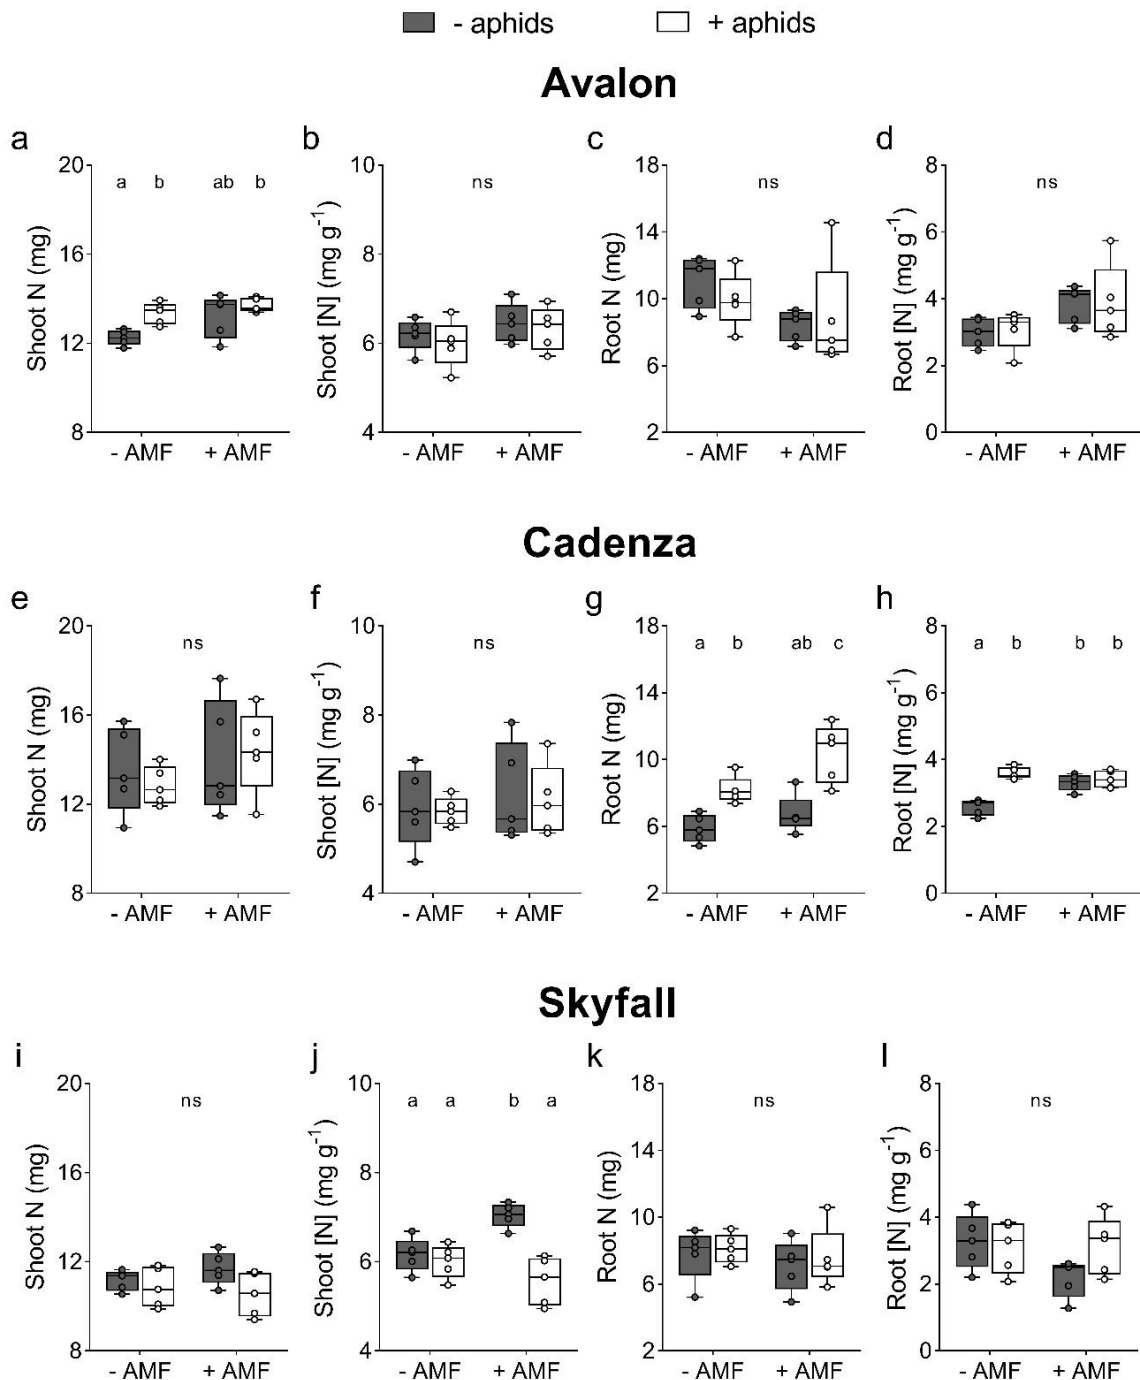 - aphids + aphids
Avalon
a b c d
20 10 18 8
16 8 14 6
12 6 10 4
8 4 6 2
2 0
a b ab b ns ns ns
Shoot N (mg) Shoot [N] (mg g-1) Root N (mg) Root [N] (mg g-1)
- AMF + AMF - AMF + AMF - AMF + AMF - AMF + AMF
Cadenza
e f g h
20 10 18 8
16 8 14 6
12 6 10 4
8 4 6 2
2 0
ns ns a b ab c a b b b
Shoot N (mg) Shoot [N] (mg g-1) Root N (mg) Root [N] (mg g-1)
- AMF + AMF - AMF + AMF - AMF + AMF - AMF + AMF
Skyfall
i j k l
20 10 18 8
16 8 14 6
12 6 10 4
8 4 6 2
2 0
ns a a b a ns ns
Shoot N (mg) Shoot [N] (mg g-1) Root N (mg) Root [N] (mg g-1)
- AMF + AMF - AMF + AMF - AMF + AMF - AMF + AMF